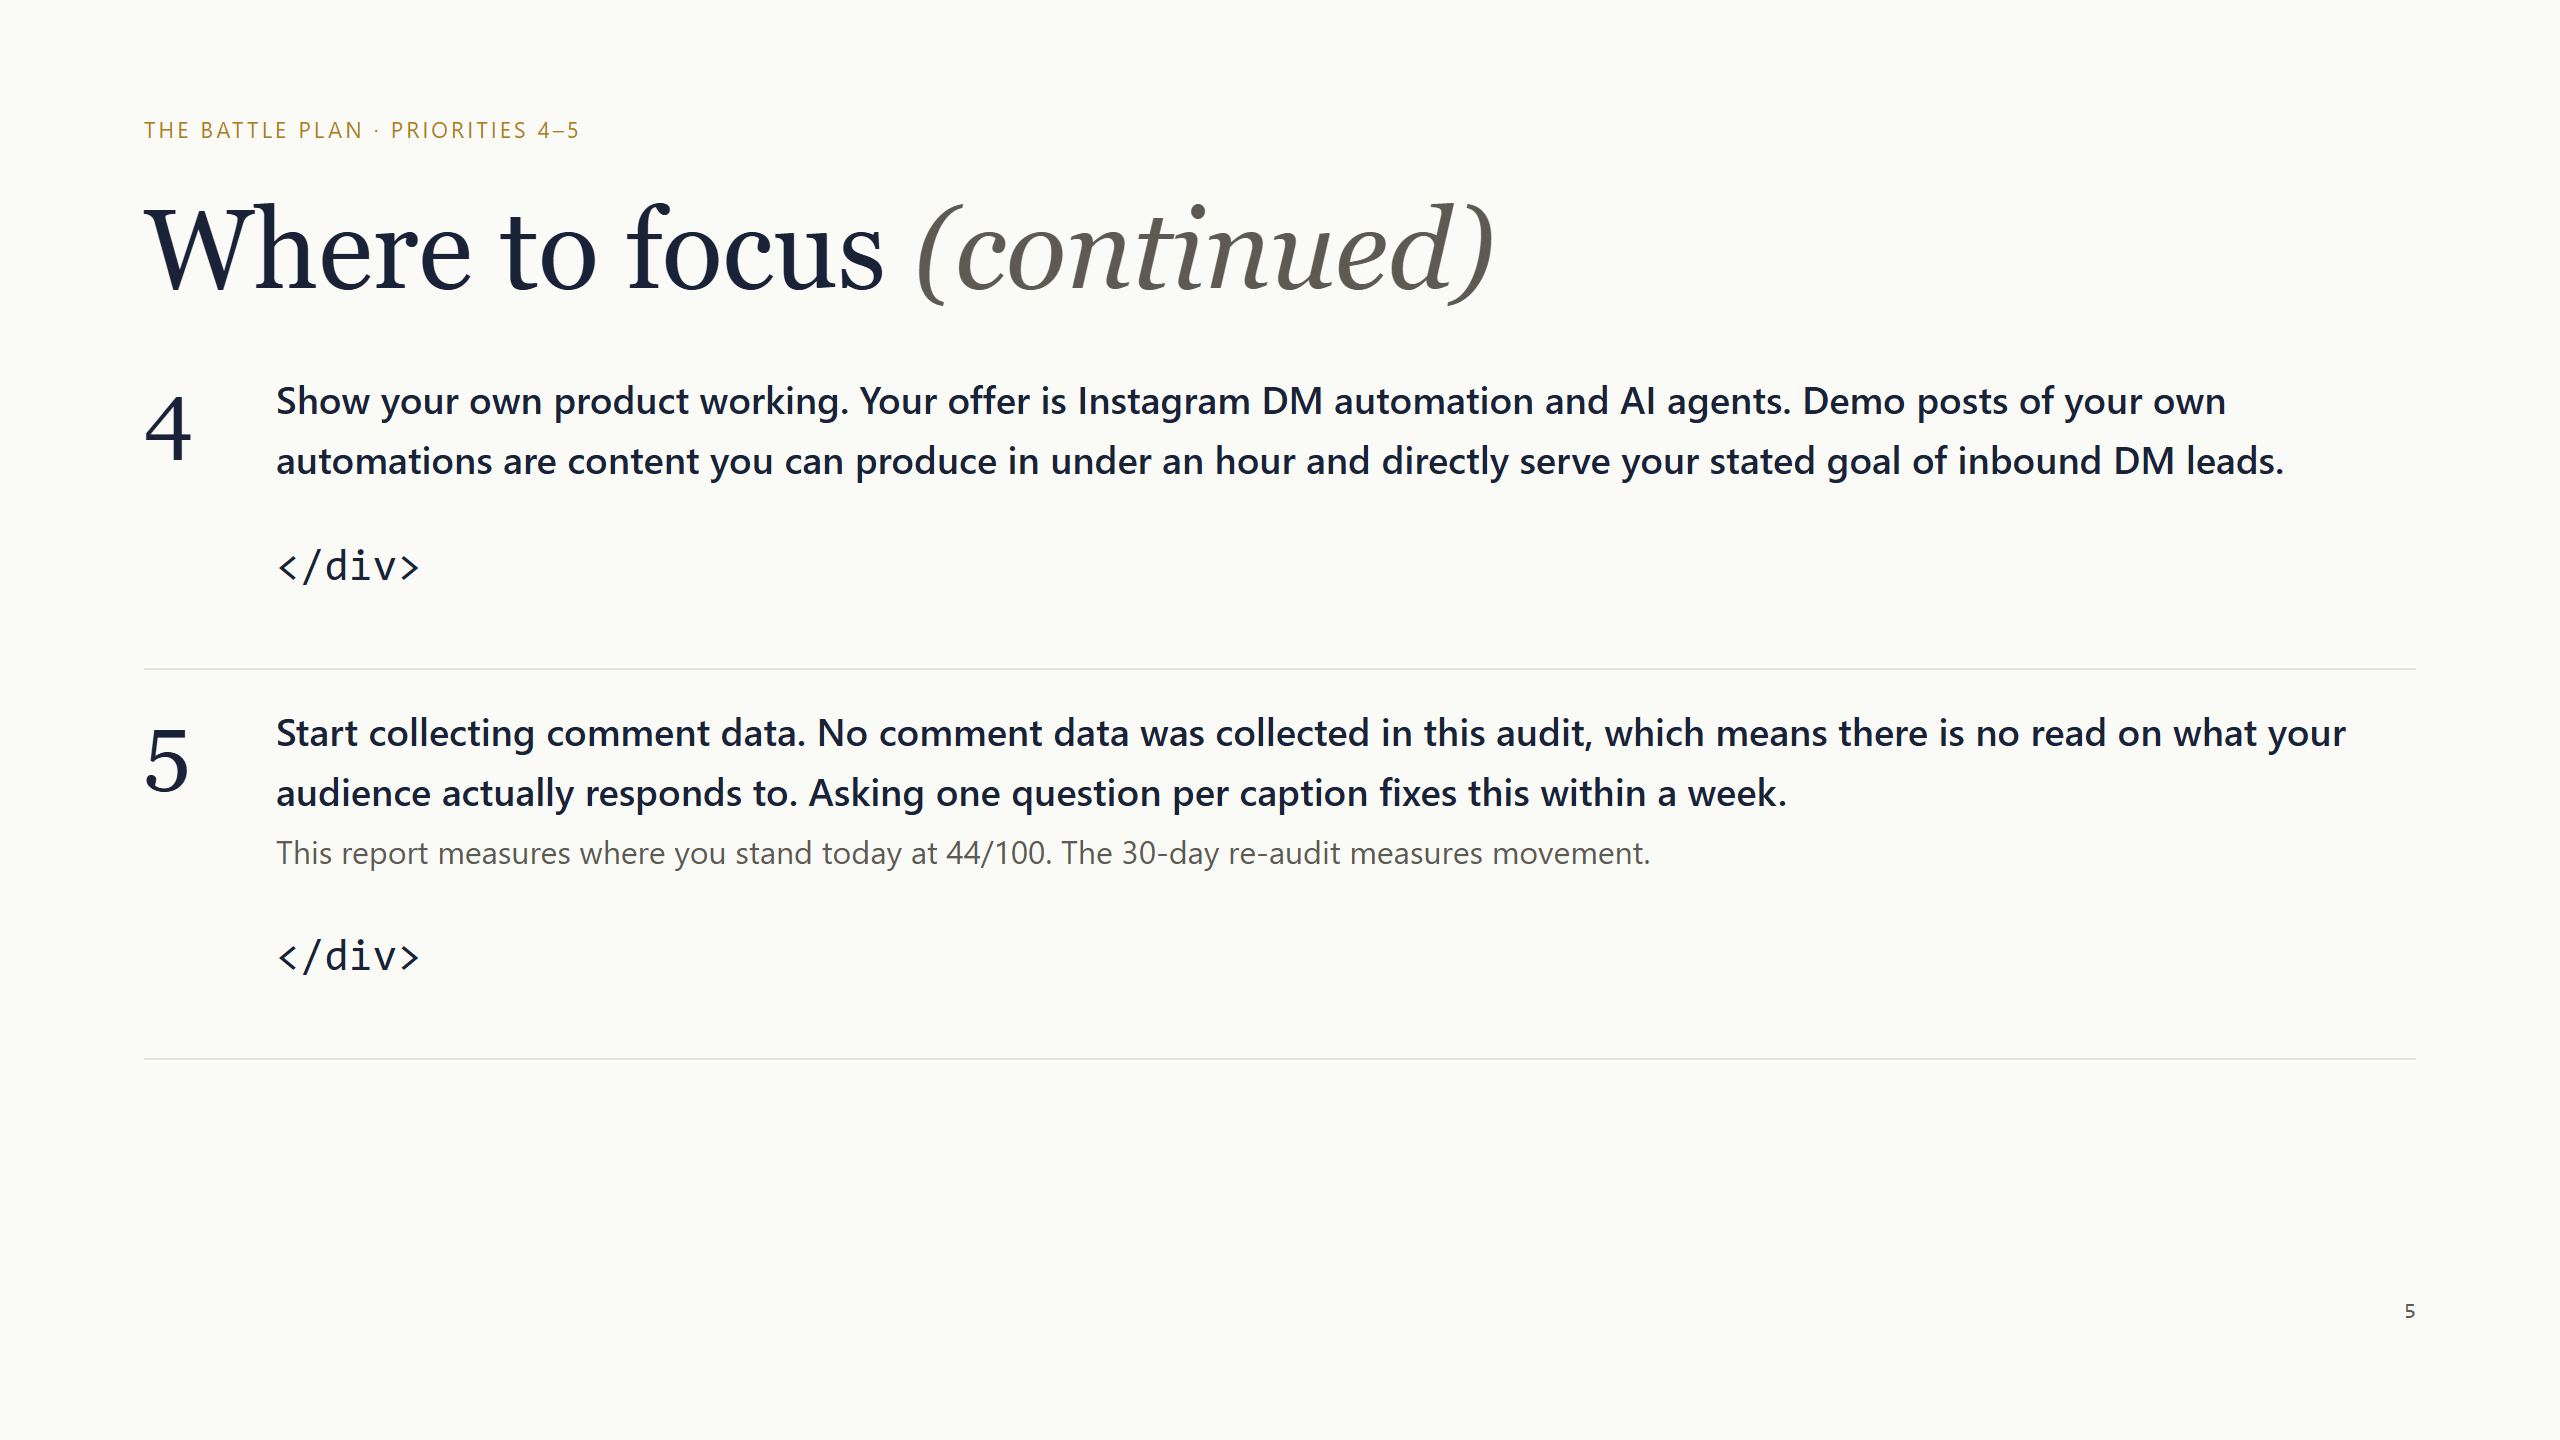 THE BATTLE PLAN · PRIORITIES 4–5
Where to focus (continued)
4
Show your own product working. Your offer is Instagram DM automation and AI agents. Demo posts of your own
automations are content you can produce in under an hour and directly serve your stated goal of inbound DM leads.
</div>
5
Start collecting comment data. No comment data was collected in this audit, which means there is no read on what your
audience actually responds to. Asking one question per caption fixes this within a week.
This report measures where you stand today at 44/100. The 30-day re-audit measures movement.
</div>
5